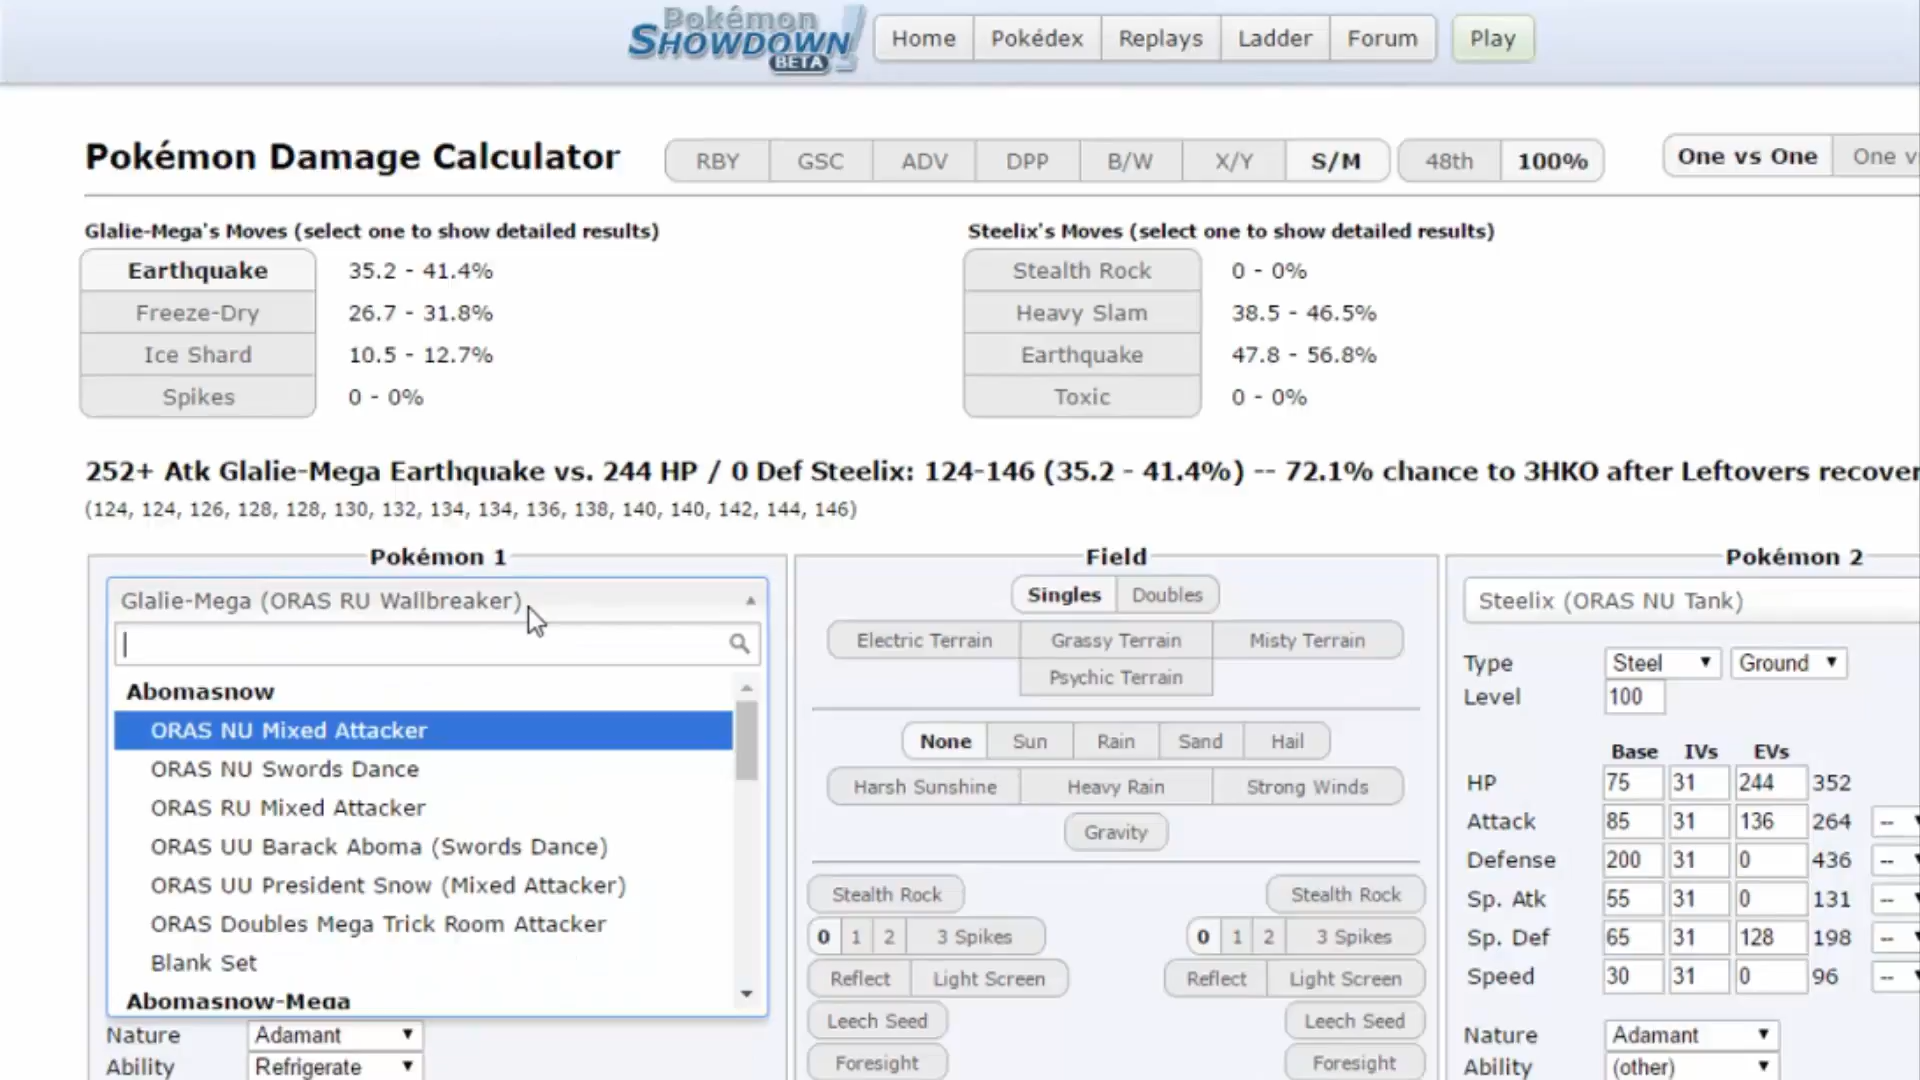 Pokémon
SHOWDOWN!
BETA
Home Pokédex Replays Ladder Forum Play
Pokémon Damage Calculator RBY GSC ADV DPP B/W X/Y S/M 48th 100% One vs One One v
Glalie-Mega's Moves (select one to show detailed results)
Earthquake 35.2 - 41.4%
Freeze-Dry 26.7 - 31.8%
Ice Shard 10.5 - 12.7%
Spikes 0 - 0%
Steelix's Moves (select one to show detailed results)
Stealth Rock 0 - 0%
Heavy Slam 38.5 - 46.5%
Earthquake 47.8 - 56.8%
Toxic 0 - 0%
252+ Atk Glalie-Mega Earthquake vs. 244 HP / 0 Def Steelix: 124-146 (35.2 - 41.4%) -- 72.1% chance to 3HKO after Leftovers recover
(124, 124, 126, 128, 128, 130, 132, 134, 134, 136, 138, 140, 140, 142, 144, 146)
Pokémon 1
Glalie-Mega (ORAS RU Wallbreaker)
Abomasnow
ORAS NU Mixed Attacker
ORAS NU Swords Dance
ORAS RU Mixed Attacker
ORAS UU Barack Aboma (Swords Dance)
ORAS UU President Snow (Mixed Attacker)
ORAS Doubles Mega Trick Room Attacker
Blank Set
Abomasnow-Mega
Nature Adamant
Ability Refrigerate
Field
Singles Doubles
Electric Terrain Grassy Terrain Misty Terrain
Psychic Terrain
None Sun Rain Sand Hail
Harsh Sunshine Heavy Rain Strong Winds
Gravity
Stealth Rock Stealth Rock
0 1 2 3 Spikes 0 1 2 3 Spikes
Reflect Light Screen Reflect Light Screen
Leech Seed Leech Seed
Foresight Foresight
Pokémon 2
Steelix (ORAS NU Tank)
Type Steel Ground
Level 100
Base IVs EVs
HP 75 31 244 352
Attack 85 31 136 264 --
Defense 200 31 0 436 --
Sp. Atk 55 31 0 131 --
Sp. Def 65 31 128 198 --
Speed 30 31 0 96 --
Nature Adamant
Ability (other)